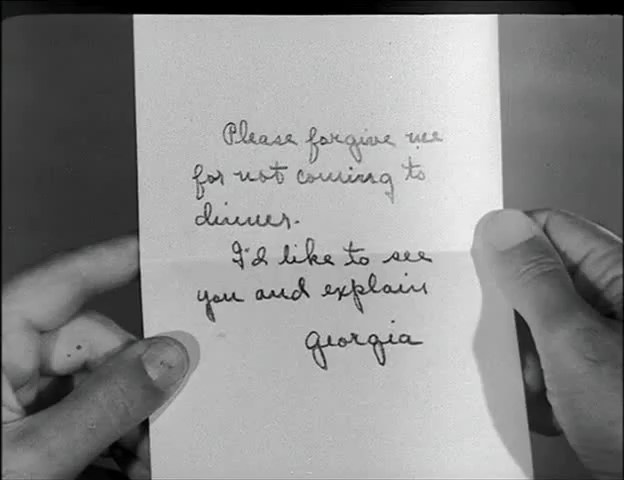 Please forgive me
for not coming to
dinner.
I'd like to see
you and explain
Georgia